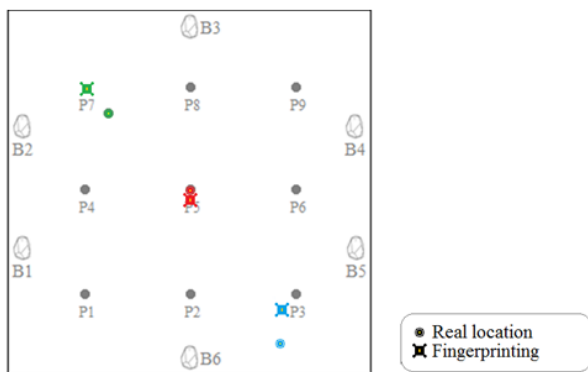 B3
P7 P8 P9
B2 B4
P4 P5 P6
B1 B5
P1 P2 P3
B6
Real location
Fingerprinting